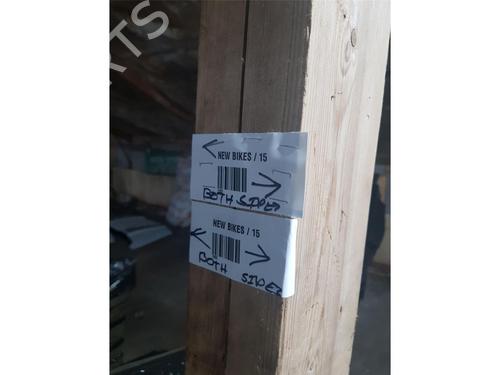 NEW BIKES / 15
BOTH SIDES
NEW BIKES / 15
BOTH SIDES